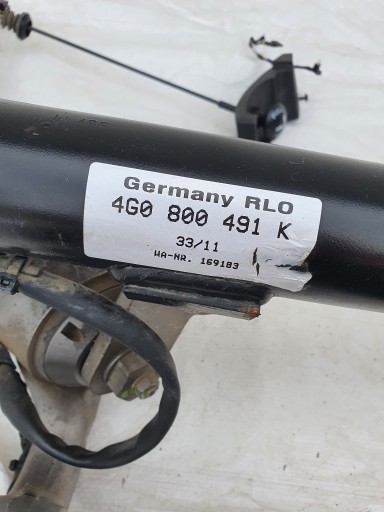 Germany RLO
4G0 800 491 K
33/11
WA-NR. 169183